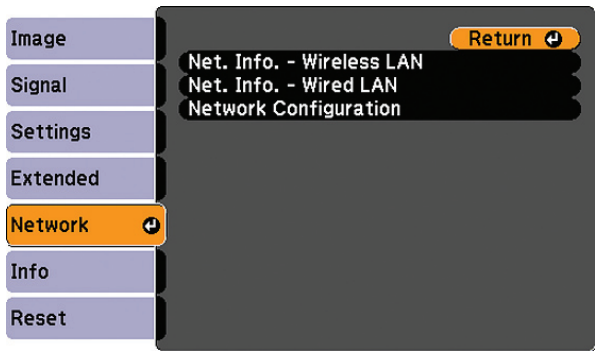 Image
Signal
Settings
Extended
Network
Info
Reset
Return
Net. Info. - Wireless LAN
Net. Info. - Wired LAN
Network Configuration